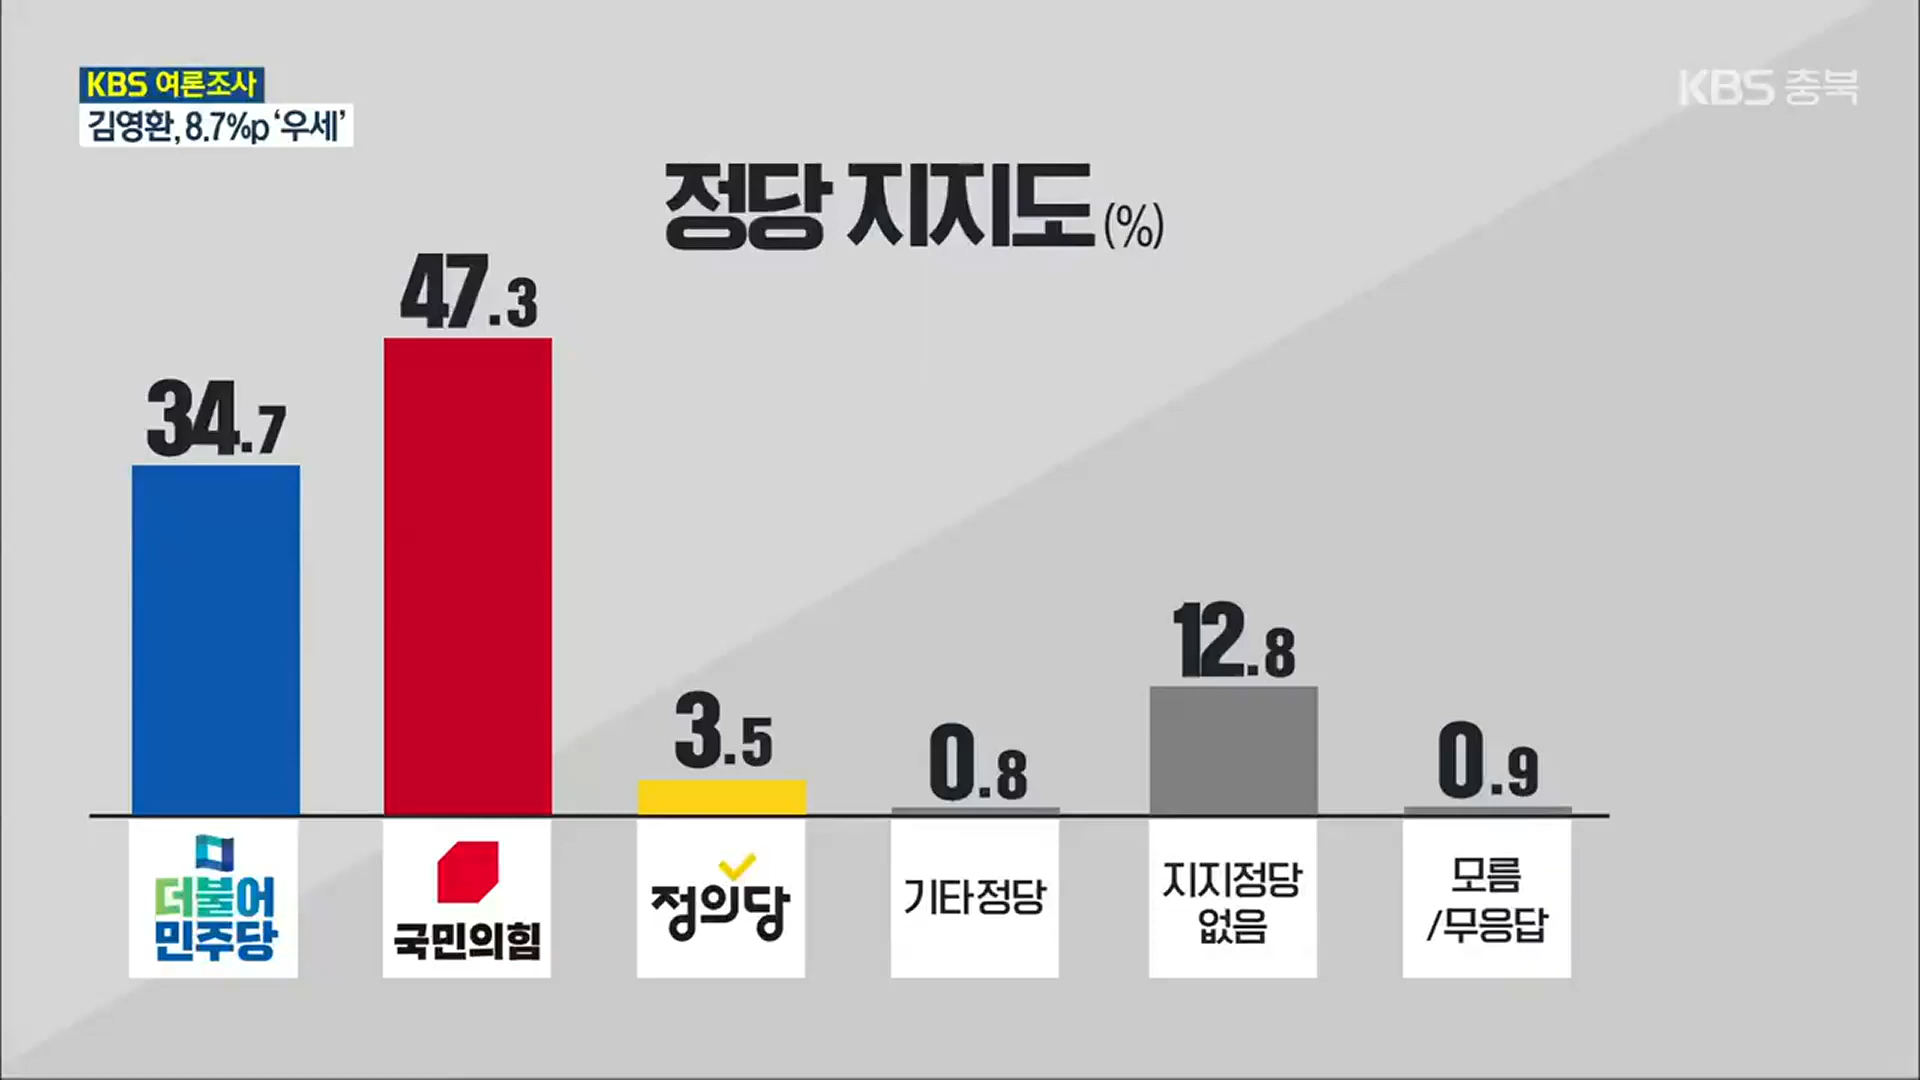 KBS 여론조사
김영환, 8.7%p ‘우세’
KBS 충북
정당 지지도(%)
34.7
47.3
3.5
0.8
12.8
0.9
더불어
민주당
국민의힘
정의당
기타정당
지지정당
없음
모름
/무응답